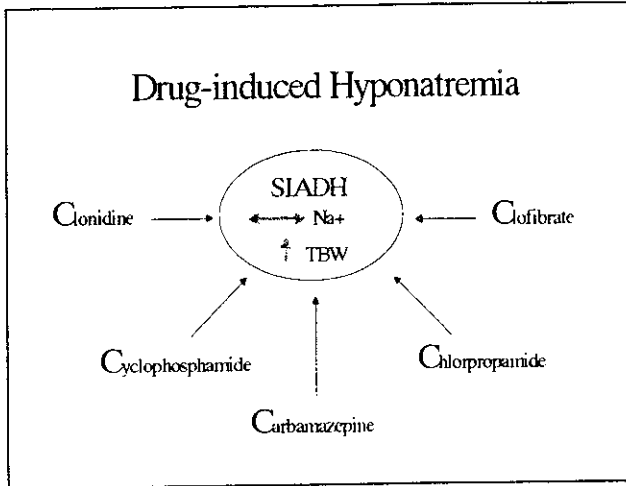 Drug-induced Hyponatremia
SIADH
Clonidine
Na+
Clofibrate
↑ TBW
Cyclophosphamide
Chlorpropamide
Carbamazepine